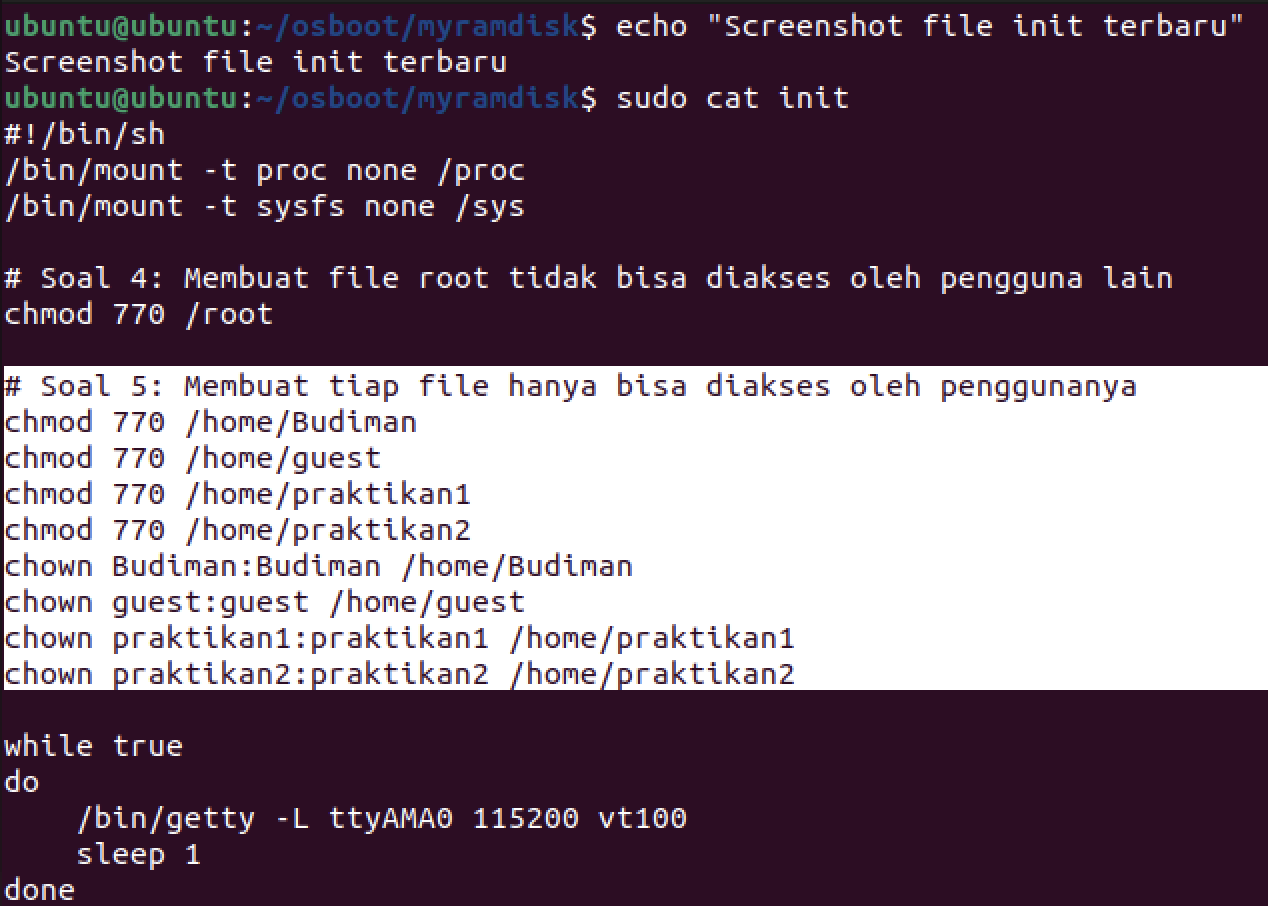 ubuntu@ubuntu:~/osboot/myramdisk$ echo "Screenshot file init terbaru"
Screenshot file init terbaru
ubuntu@ubuntu:~/osboot/myramdisk$ sudo cat init
#!/bin/sh
/bin/mount -t proc none /proc
/bin/mount -t sysfs none /sys

# Soal 4: Membuat file root tidak bisa diakses oleh pengguna lain
chmod 770 /root

# Soal 5: Membuat tiap file hanya bisa diakses oleh penggunanya
chmod 770 /home/Budiman
chmod 770 /home/guest
chmod 770 /home/praktikan1
chmod 770 /home/praktikan2
chown Budiman:Budiman /home/Budiman
chown guest:guest /home/guest
chown praktikan1:praktikan1 /home/praktikan1
chown praktikan2:praktikan2 /home/praktikan2

while true
do
    /bin/getty -L ttyAMA0 115200 vt100
    sleep 1
done